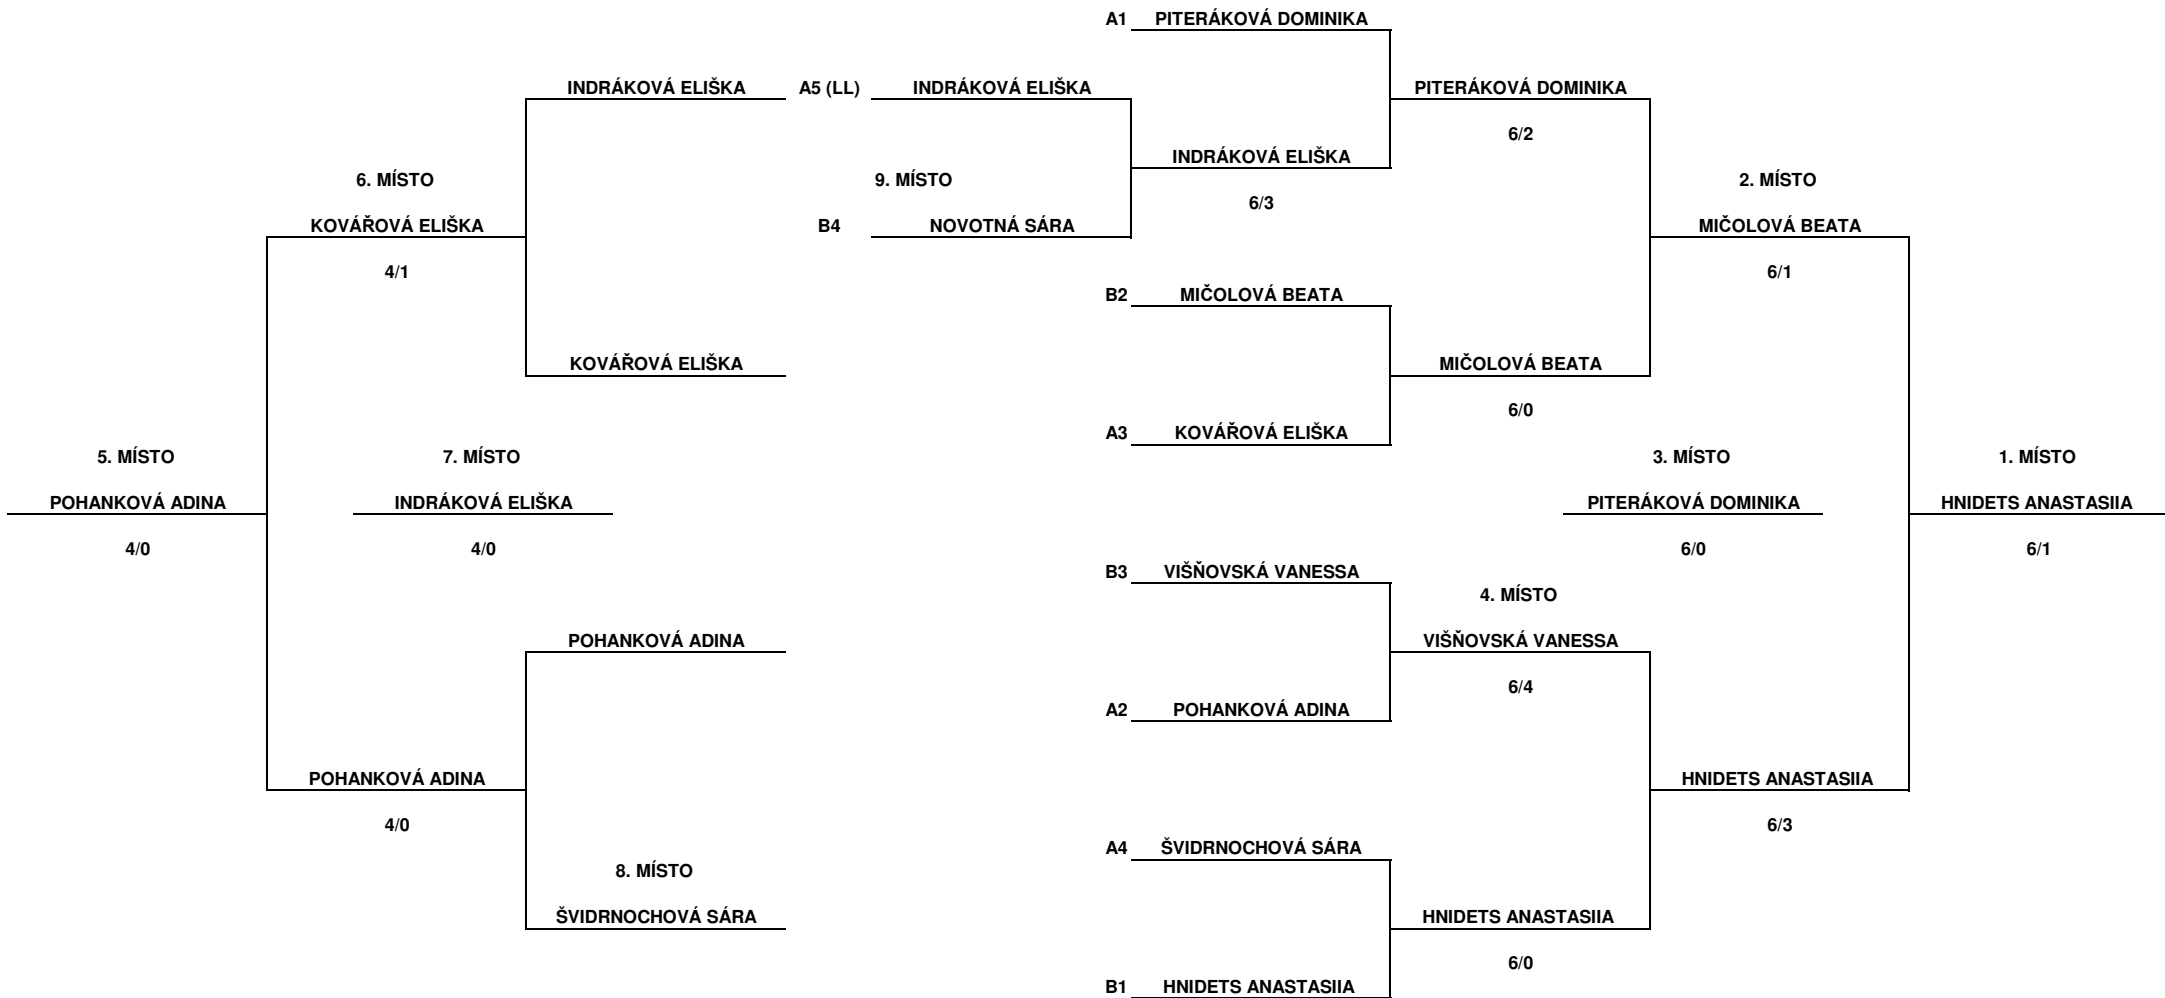 A1 PITERÁKOVÁ DOMINIKA
INDRÁKOVÁ ELIŠKA A5 (LL) INDRÁKOVÁ ELIŠKA PITERÁKOVÁ DOMINIKA
6/2
INDRÁKOVÁ ELIŠKA
6. MÍSTO 9. MÍSTO 2. MÍSTO
6/3
KOVÁŘOVÁ ELIŠKA B4 NOVOTNÁ SÁRA MIČOLOVÁ BEATA
4/1 6/1
B2 MIČOLOVÁ BEATA
KOVÁŘOVÁ ELIŠKA MIČOLOVÁ BEATA
6/0
A3 KOVÁŘOVÁ ELIŠKA
5. MÍSTO 7. MÍSTO 3. MÍSTO 1. MÍSTO
POHANKOVÁ ADINA INDRÁKOVÁ ELIŠKA PITERÁKOVÁ DOMINIKA HNIDETS ANASTASIIA
4/0 4/0 6/0 6/1
B3 VIŠŇOVSKÁ VANESSA
4. MÍSTO
POHANKOVÁ ADINA VIŠŇOVSKÁ VANESSA
6/4
A2 POHANKOVÁ ADINA
POHANKOVÁ ADINA HNIDETS ANASTASIIA
4/0 6/3
A4 ŠVIDRNOCHOVÁ SÁRA
8. MÍSTO
ŠVIDRNOCHOVÁ SÁRA HNIDETS ANASTASIIA
6/0
B1 HNIDETS ANASTASIIA